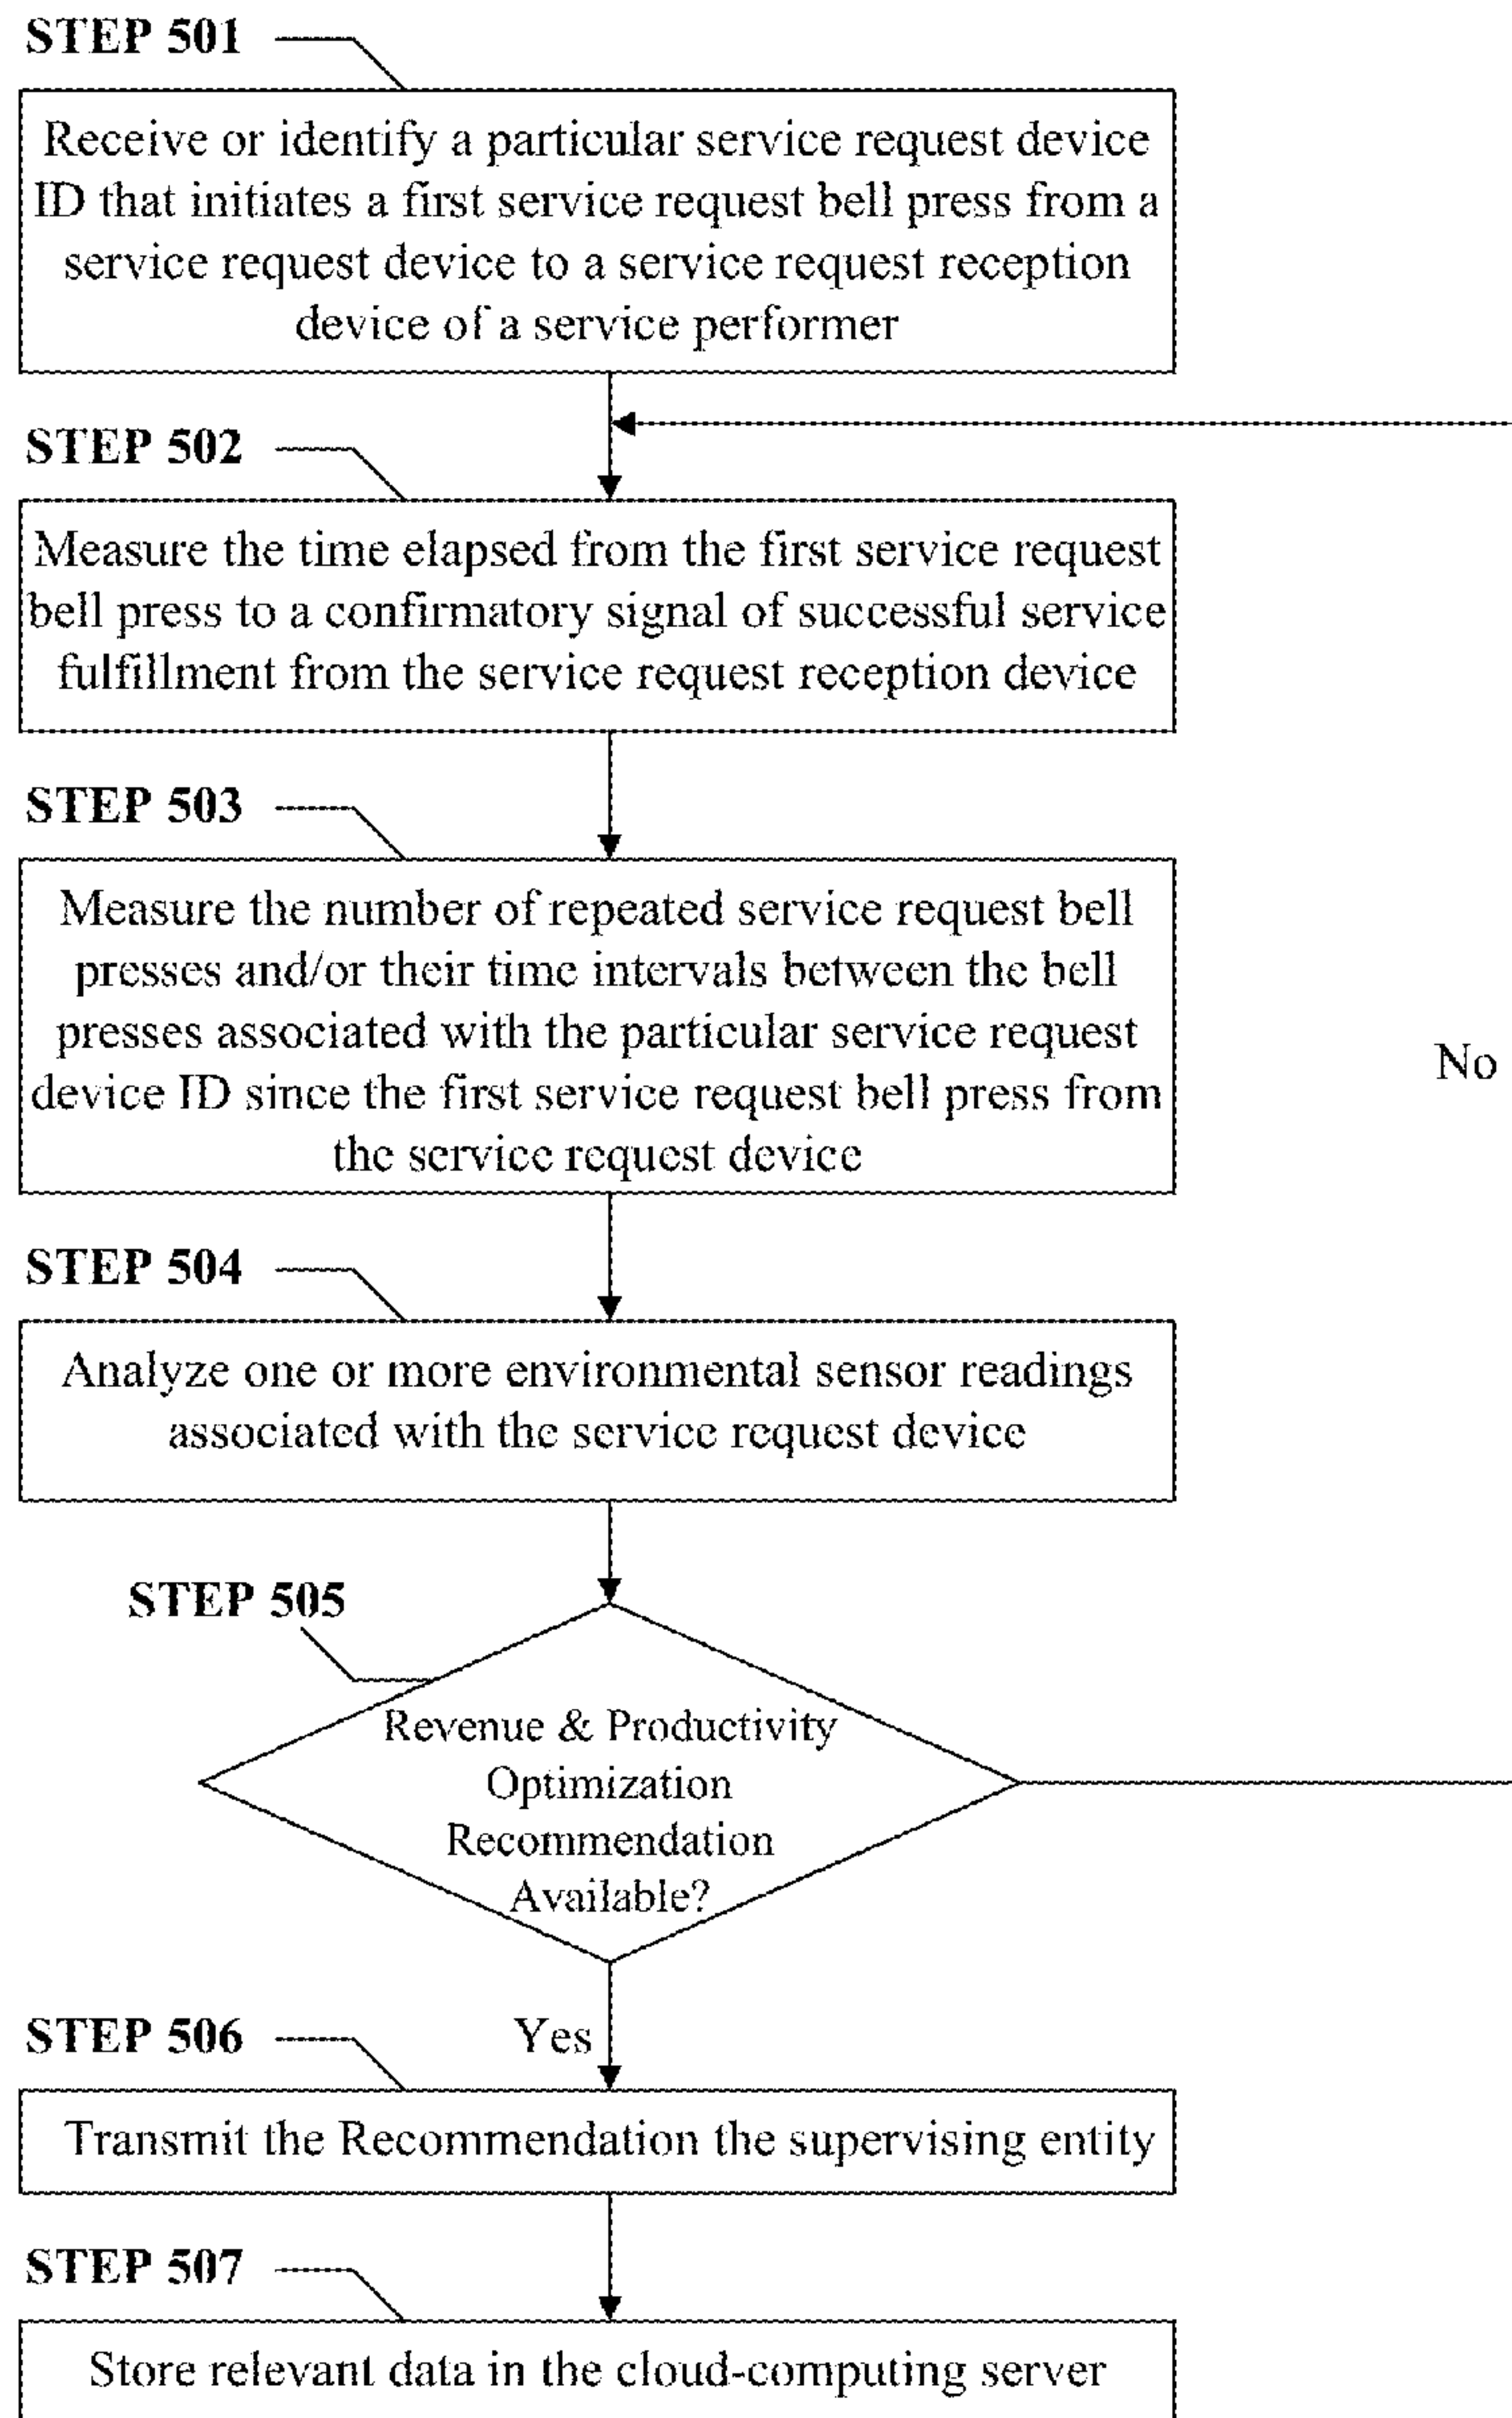 STEP 501
Receive or identify a particular service request device
ID that initiates a first service request bell press from a
service request device to a service request reception
device of a service performer
STEP 502
Measure the time elapsed from the first service request
bell press to a confirmatory signal of successful service
fulfillment from the service request reception device
STEP 503
Measure the number of repeated service request bell
presses and/or their time intervals between the bell
presses associated with the particular service request
device ID since the first service request bell press from
the service request device
No
STEP 504
Analyze one or more environmental sensor readings
associated with the service request device
STEP 505
Revenue & Productivity
Optimization
Recommendation
Available?
STEP 506
Yes
Transmit the Recommendation the supervising entity
STEP 507
Store relevant data in the cloud-computing server